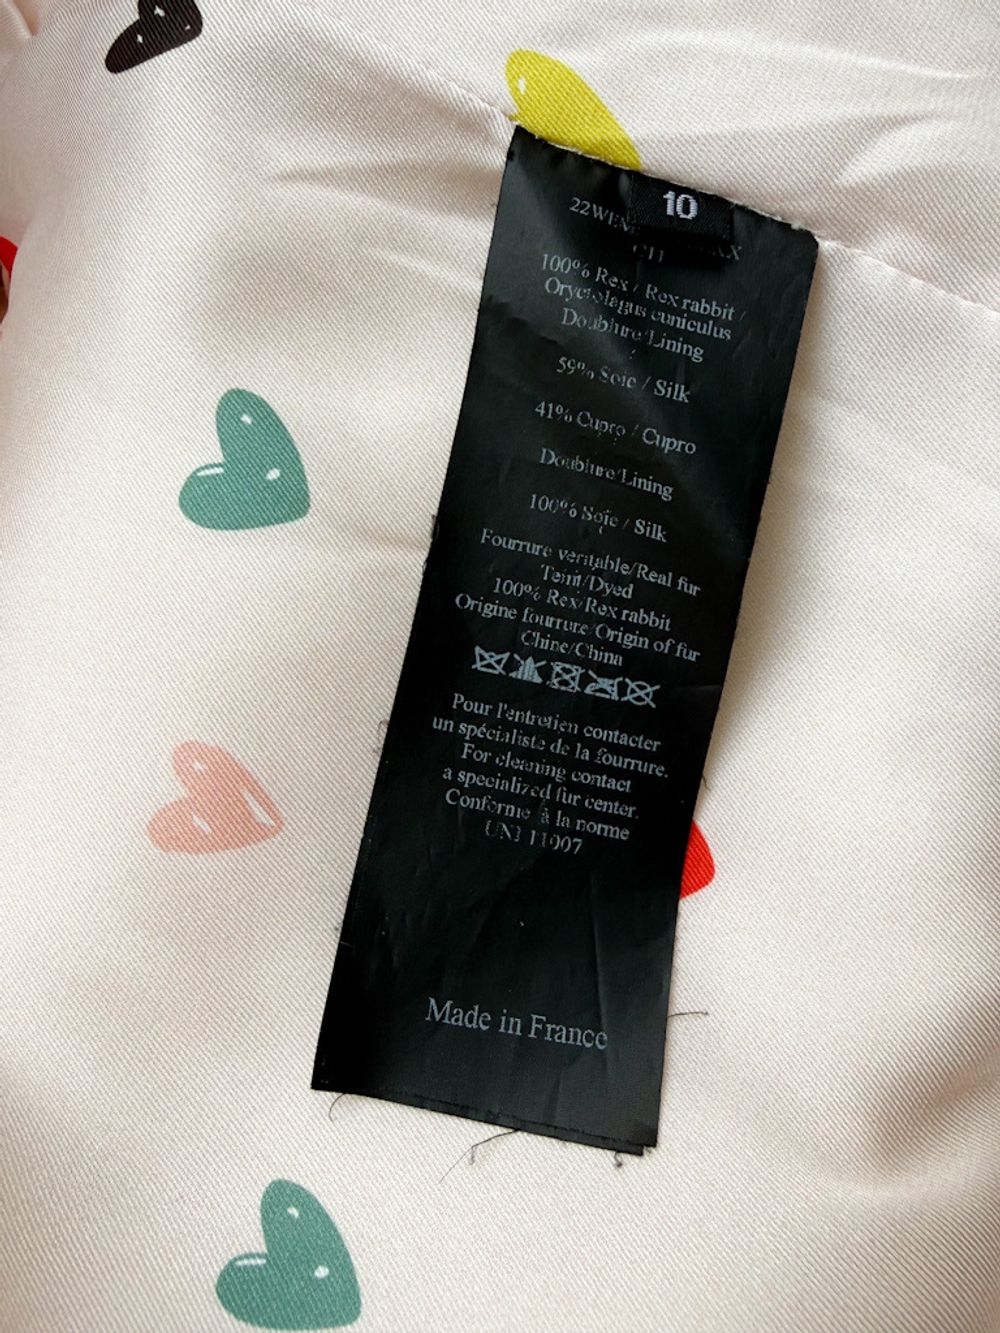 10
100% Rex / Rex rabbit /
Oryctolagus cuniculus
Doublure/Lining
:
59% Soie / Silk
41% Cupro / Cupro
Doublure/Lining
100% Soie / Silk
Fourrure veritable/Real fur
Teint/Dyed
100% Rex/Rex rabbit
Origine fourrure/Origin of fur
Chine/China
Pour l'entretien contacter
un spécialiste de la fourrure.
For cleaning contact
a specialized fur center.
Conforme à la norme
UNI 11007
Made in France